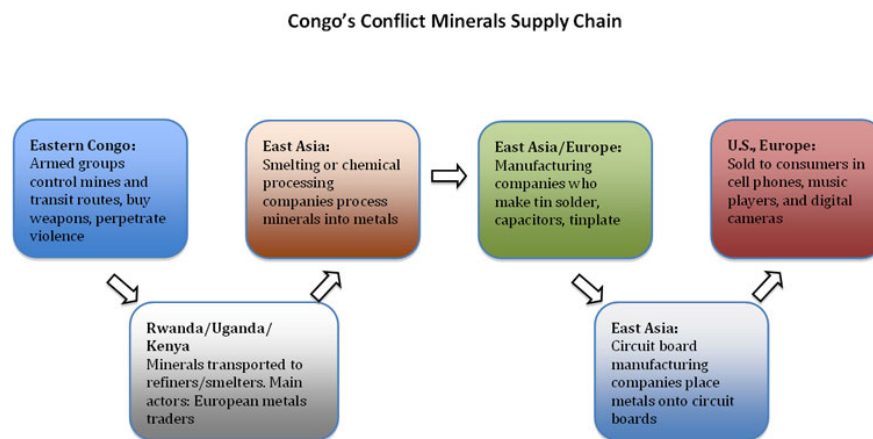 Congo's Conflict Minerals Supply Chain
Eastern Congo:
Armed groups
control mines and
transit routes, buy
weapons, perpetrate
violence
Rwanda/Uganda/
Kenya
Minerals transported to
refiners/smelters. Main
actors: European metals
traders
East Asia:
Smelting or chemical
processing
companies process
minerals into metals
East Asia/Europe:
Manufacturing
companies who
make tin solder,
capacitors, tinplate
East Asia:
Circuit board
manufacturing
companies place
metals onto circuit
boards
U.S., Europe:
Sold to consumers in
cell phones, music
players, and digital
cameras